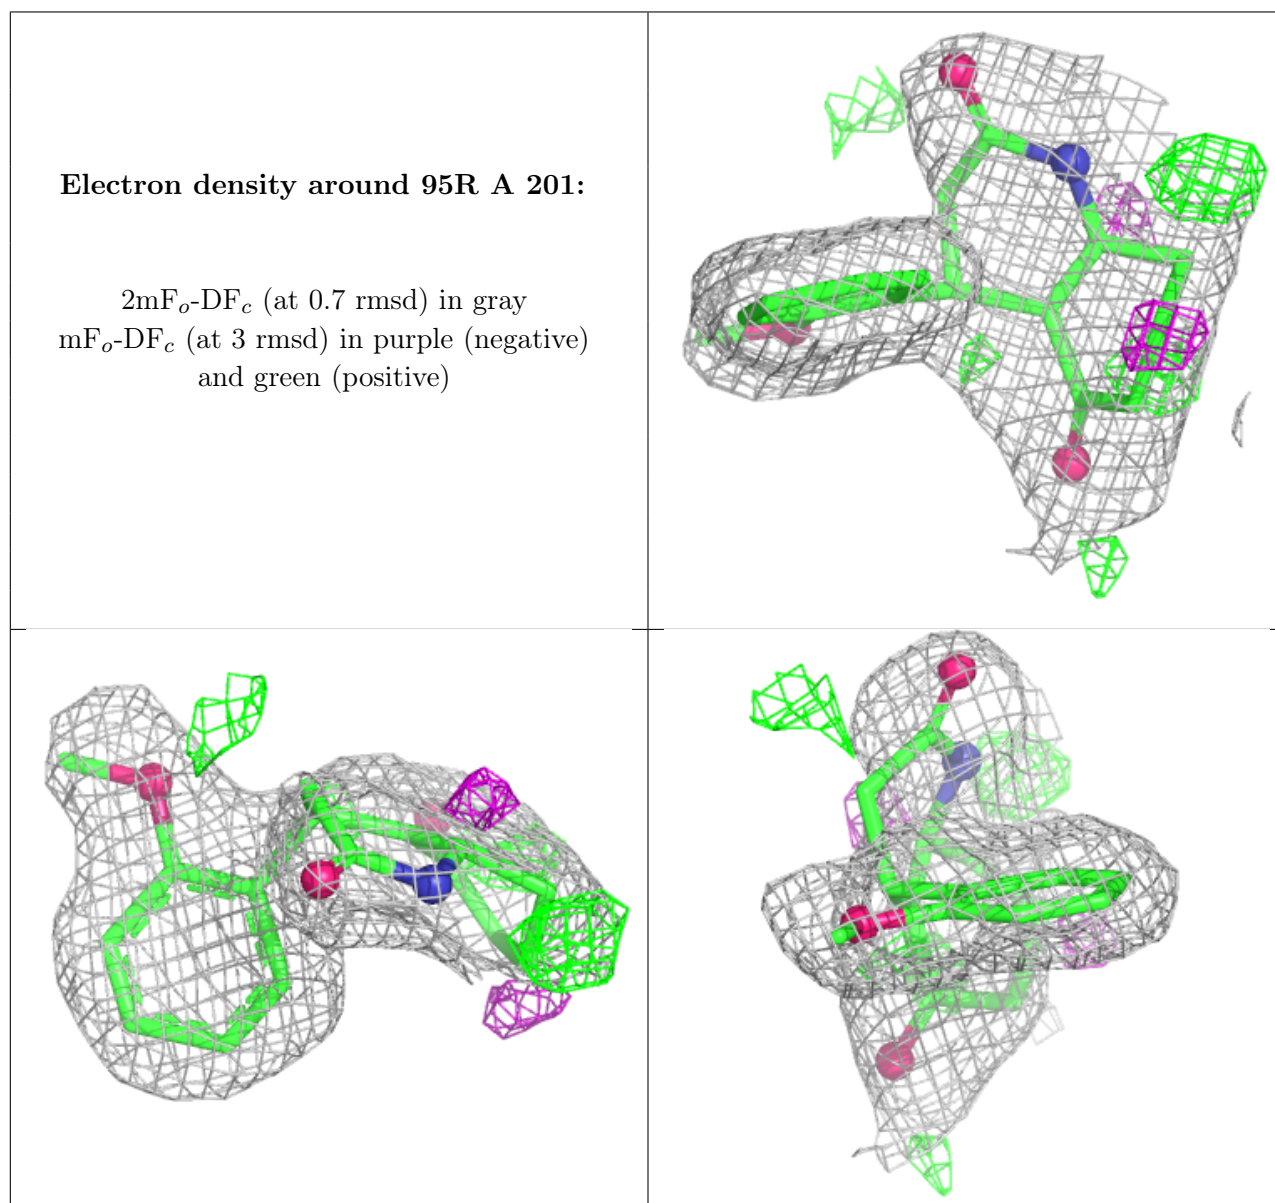 Electron density around 95R A 201:
2mFo-DFc (at 0.7 rmsd) in gray
mFo-DFc (at 3 rmsd) in purple (negative)
and green (positive)